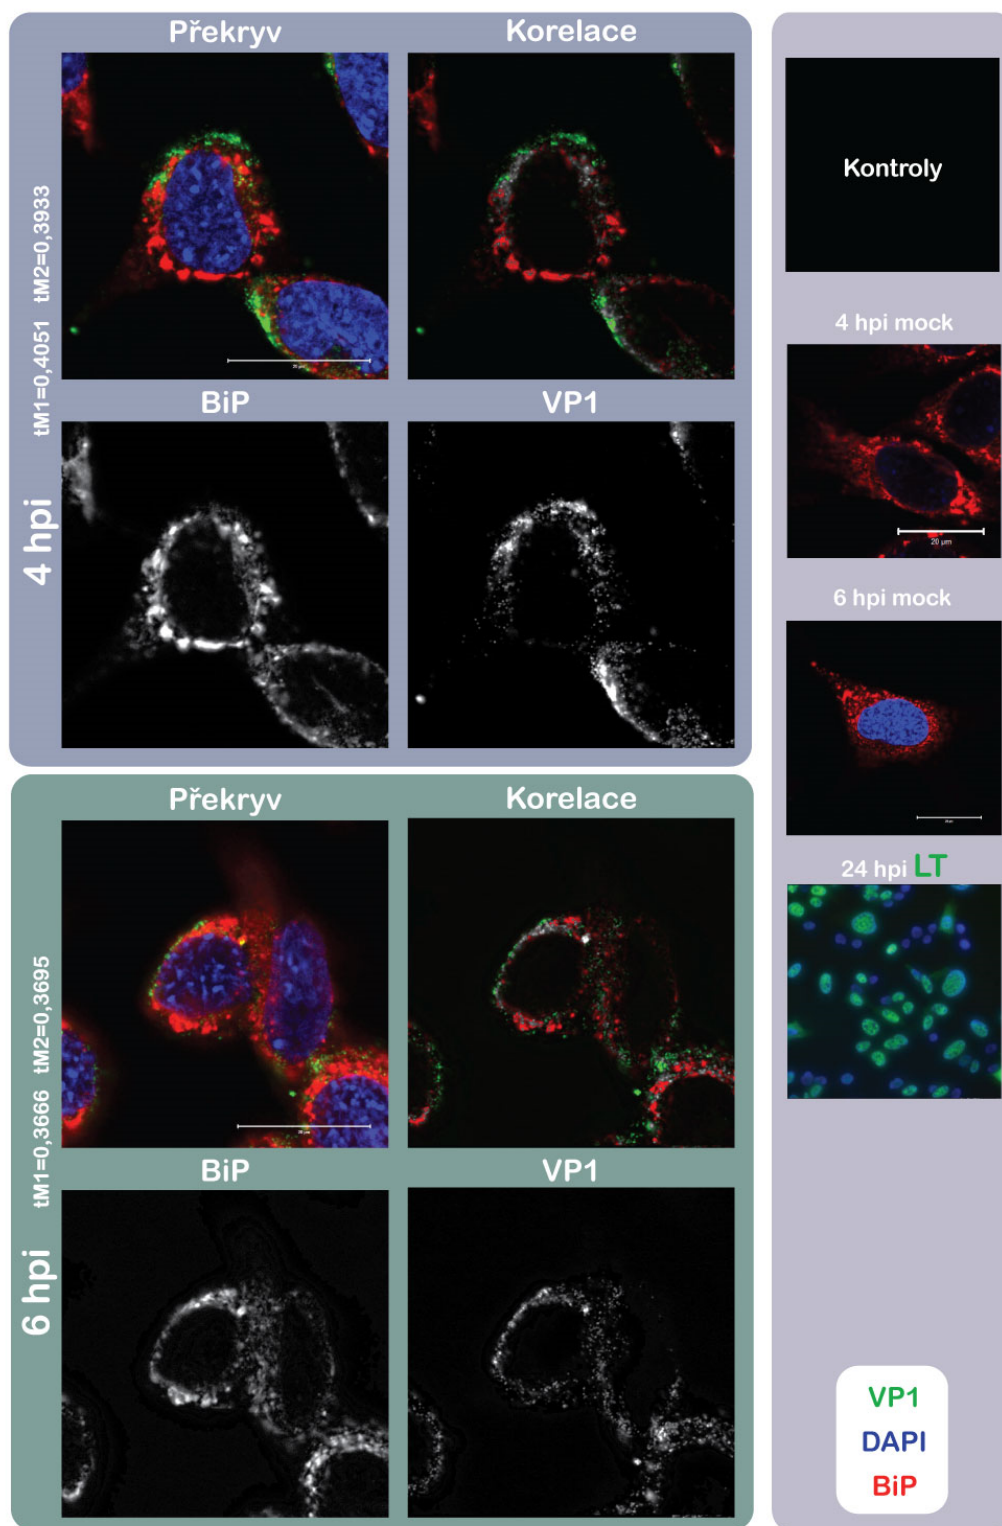 Překryv
Korelace
tM1=0,4051 tM2=0,3933
4 hpi
BiP
VP1
Překryv
Korelace
tM1=0,3666 tM2=0,3695
6 hpi
BiP
VP1
Kontroly
4 hpi mock
20 µm
6 hpi mock
24 hpi LT
VP1
DAPI
BiP